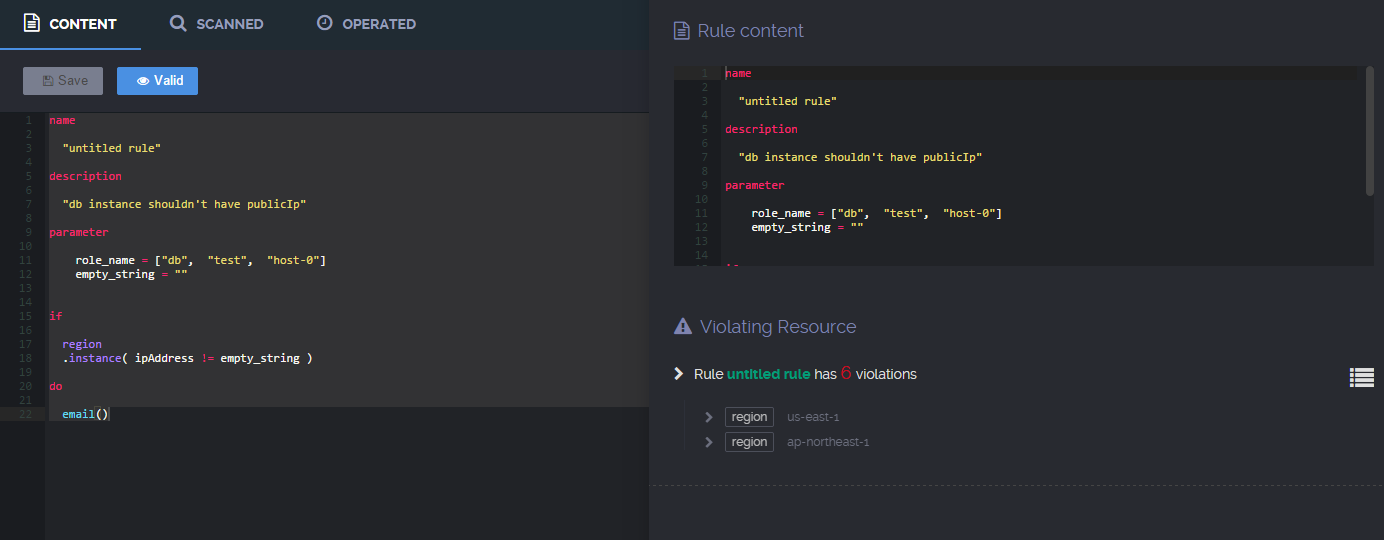 CONTENT SCANNED OPERATED
Save Valid
1 name
2
3 "untitled rule"
4
5 description
6
7 "db instance shouldn't have publicIp"
8
9 parameter
10
11 role_name = ["db", "test", "host-0"]
12 empty_string = ""
13
14
15 if
16
17 region
18 .instance( ipAddress != empty_string )
19
20 do
21
22 email()
Rule content
1 name
2
3 "untitled rule"
4
5 description
6
7 "db instance shouldn't have publicIp"
8
9 parameter
10
11 role_name = ["db", "test", "host-0"]
12 empty_string = ""
13
14
Violating Resource
Rule untitled rule has 6 violations
region us-east-1
region ap-northeast-1